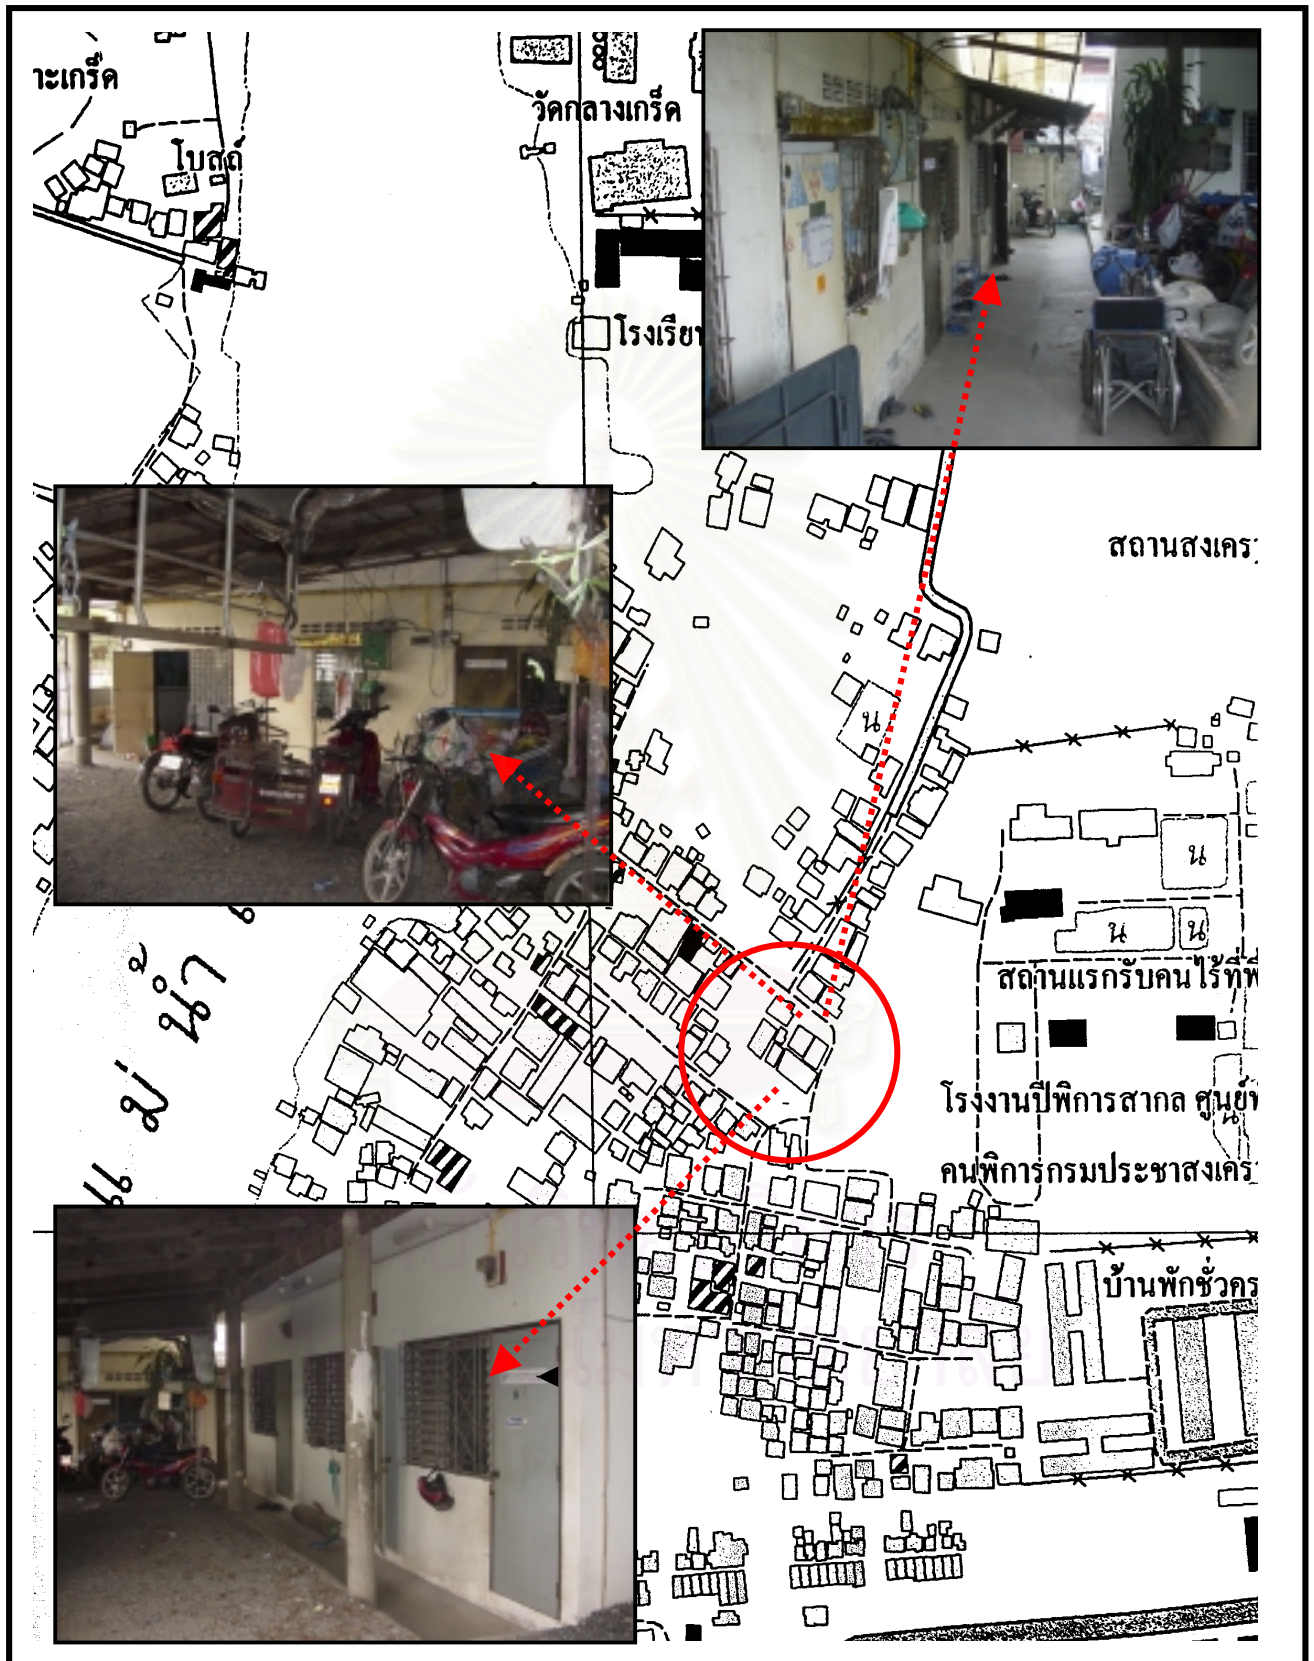 าะเกร็ด
วัดกลางเกร็ด
โบสถ์
โรงเรีย
สถานสงเคร
น
น
น
น
สถานแรกรับคนไร้ที่พึ
แม่น้ำ
โรงงานปีพิการสากล ศูนย์
น
คนพิการกรมประชาสงเคร
บ้านพักชั่วคร